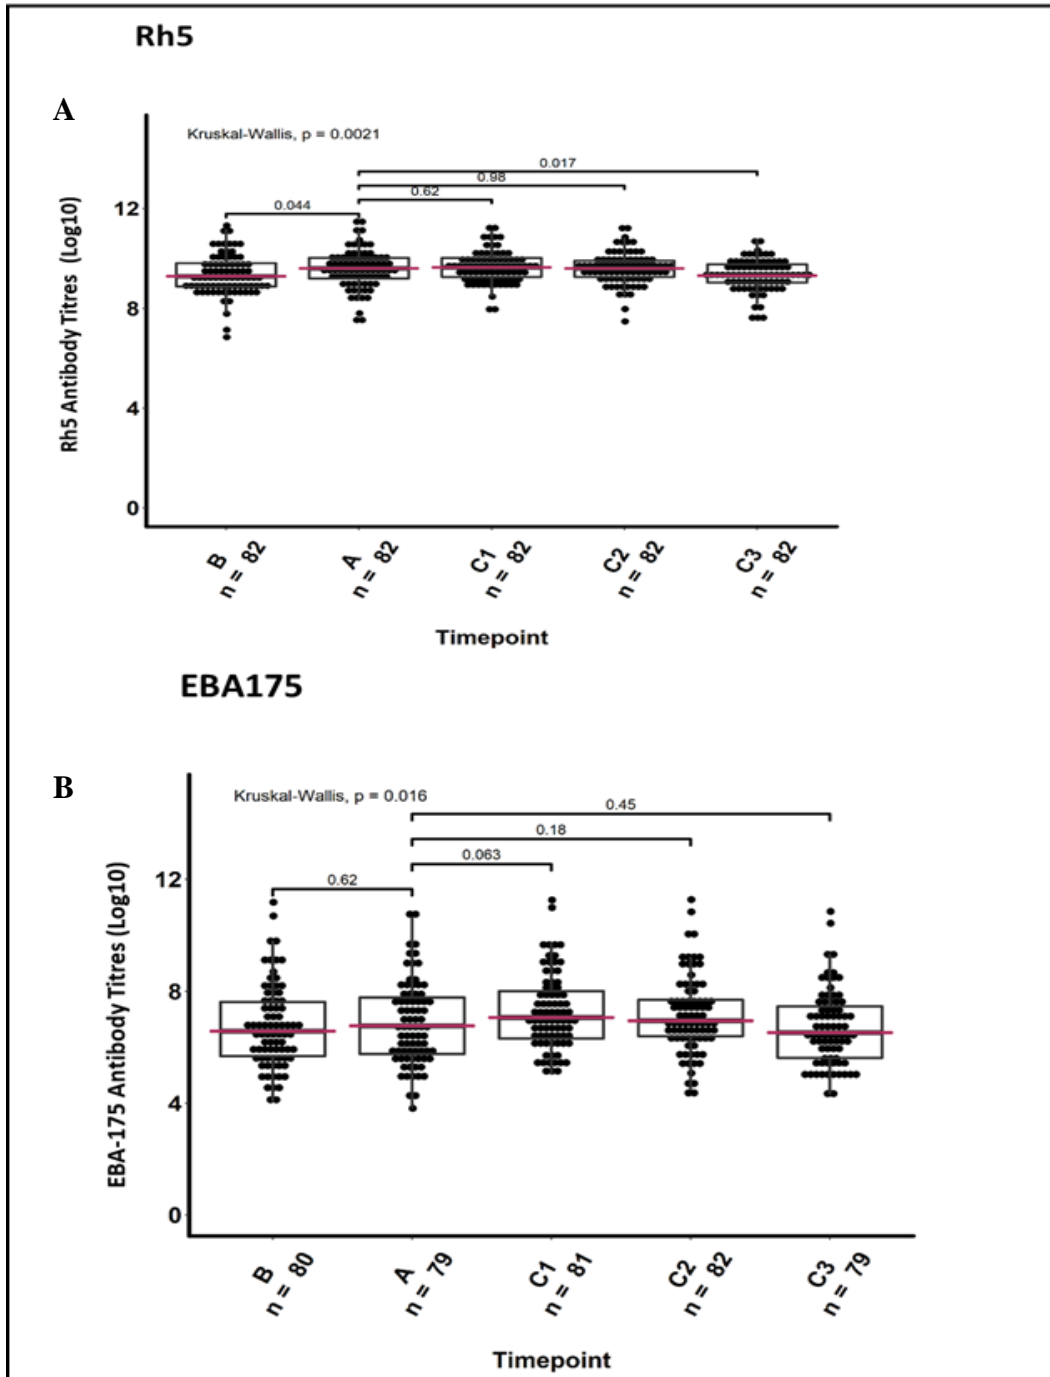 Rh5
A
Kruskal-Wallis, p = 0.0021
0.017
0.98
0.62
0.044
Rh5 Antibody Titres (Log10)
12
8
4
0
B
n = 82
A
n = 82
C1
n = 82
C2
n = 82
C3
n = 82
Timepoint
EBA175
B
Kruskal-Wallis, p = 0.016
0.45
0.18
0.063
0.62
EBA-175 Antibody Titres (Log10)
12
8
4
0
B
n = 80
A
n = 79
C1
n = 81
C2
n = 82
C3
n = 79
Timepoint